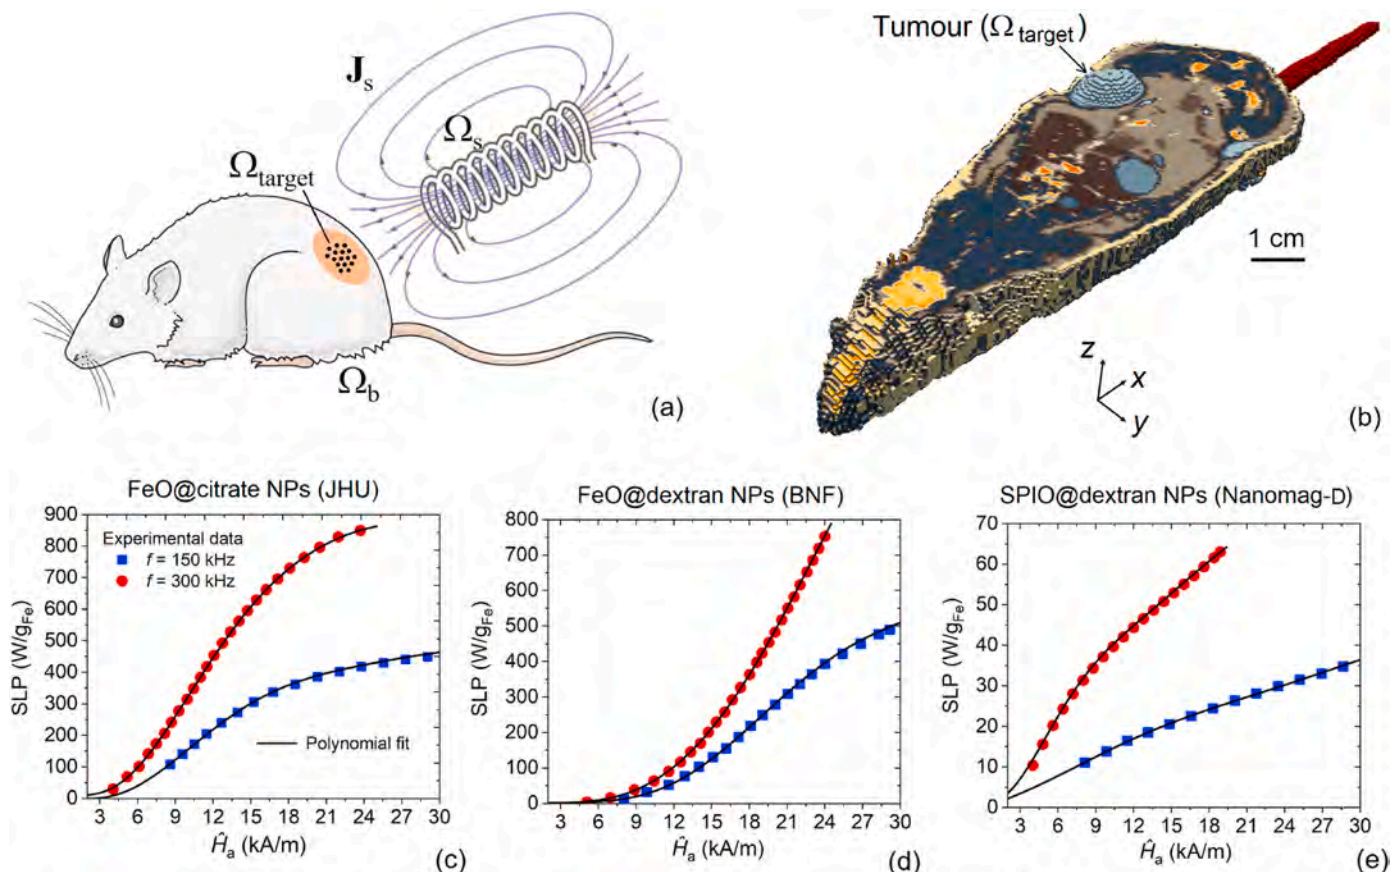 J_s
Ω_s
Ω_target
Ω_b
(a)
Tumour (Ω_target)
1 cm
z
x
y
(b)
FeO@citrate NPs (JHU)
900
800
700
600
500
400
300
200
100
0
SLP (W/g_Fe)
Experimental data
f = 150 kHz
f = 300 kHz
Polynomial fit
3 6 9 12 15 18 21 24 27 30
Ĥ_a (kA/m)
(c)
FeO@dextran NPs (BNF)
800
700
600
500
400
300
200
100
0
SLP (W/g_Fe)
3 6 9 12 15 18 21 24 27 30
Ĥ_a (kA/m)
(d)
SPIO@dextran NPs (Nanomag-D)
70
60
50
40
30
20
10
0
SLP (W/g_Fe)
3 6 9 12 15 18 21 24 27 30
Ĥ_a (kA/m)
(e)